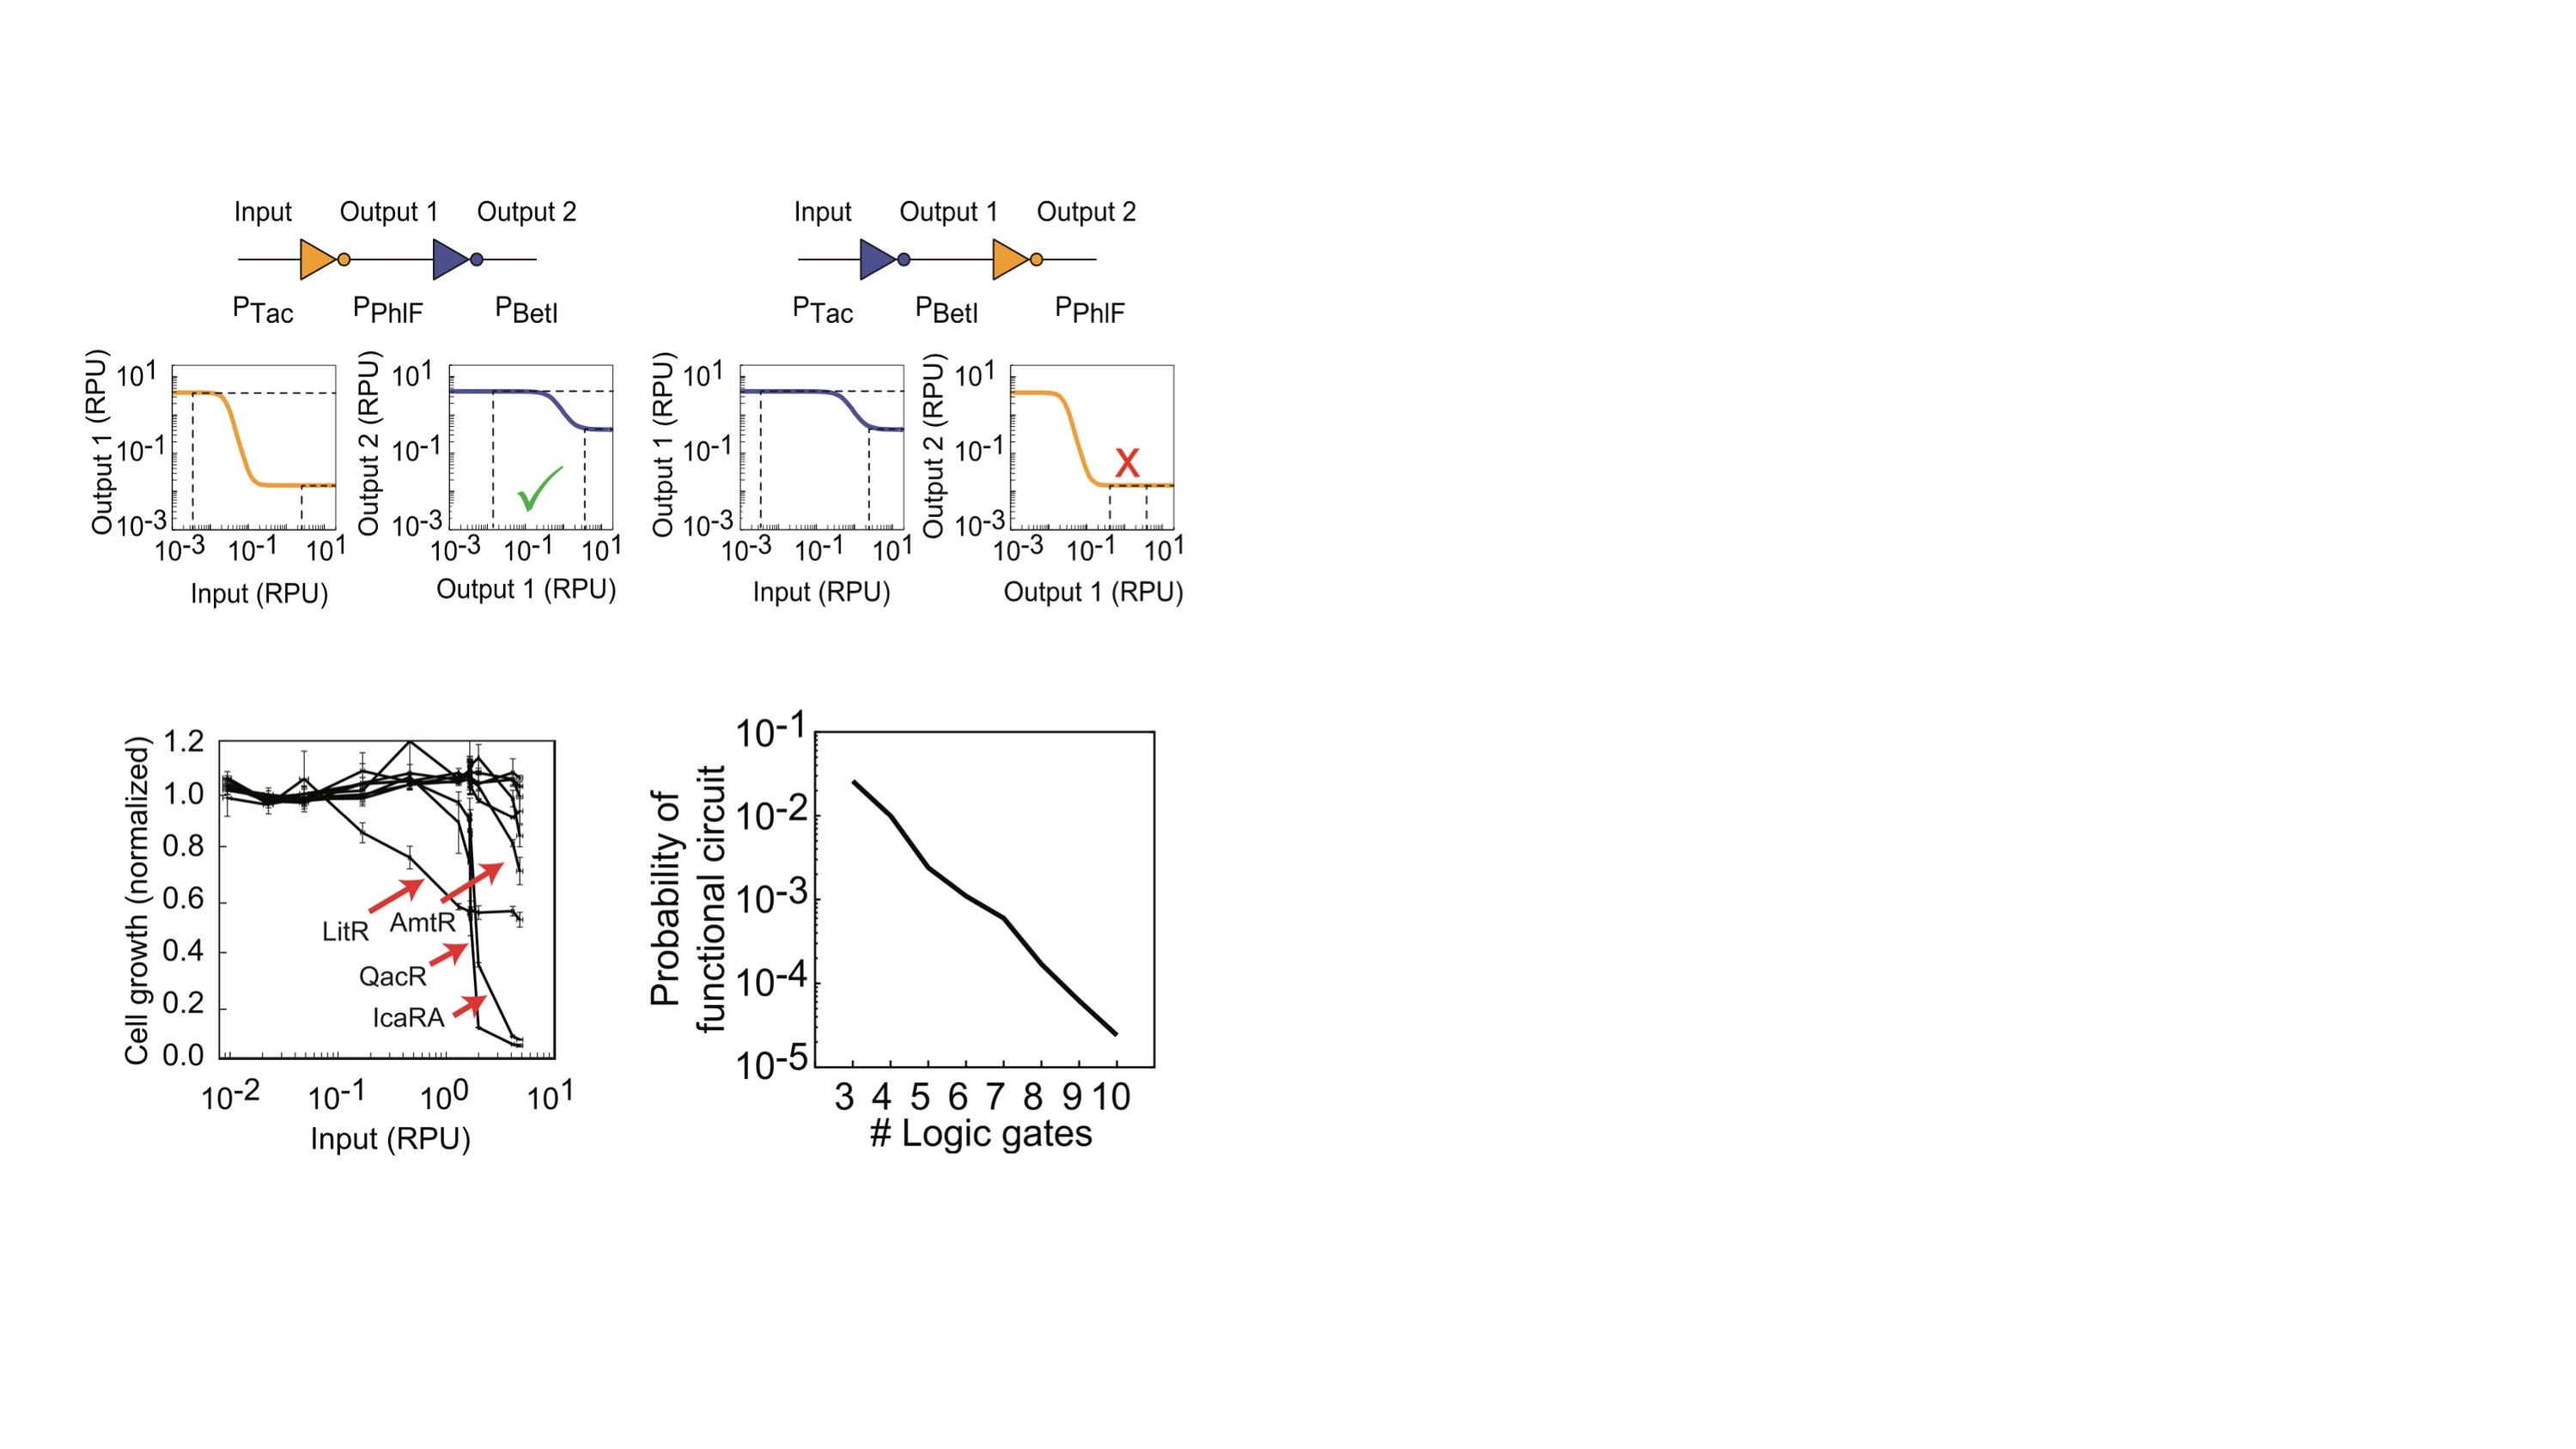 Input Output 1 Output 2
PTac PPhlF PBetI
Output 1 (RPU)
10^1
10^-1
10^-3
10^-3 10^-1 10^1
Input (RPU)
Output 2 (RPU)
10^1
10^-1
10^-3
10^-3 10^-1 10^1
Output 1 (RPU)
Input Output 1 Output 2
PTac PBetI PPhlF
Output 1 (RPU)
10^1
10^-1
10^-3
10^-3 10^-1 10^1
Input (RPU)
Output 2 (RPU)
10^1
10^-1
10^-3
X
10^-3 10^-1 10^1
Output 1 (RPU)
Cell growth (normalized)
1.2
1.0
0.8
0.6
0.4
0.2
0.0
LitR
AmtR
QacR
IcaRA
10^-2 10^-1 10^0 10^1
Input (RPU)
Probability of
functional circuit
10^-1
10^-2
10^-3
10^-4
10^-5
3 4 5 6 7 8 9 10
# Logic gates